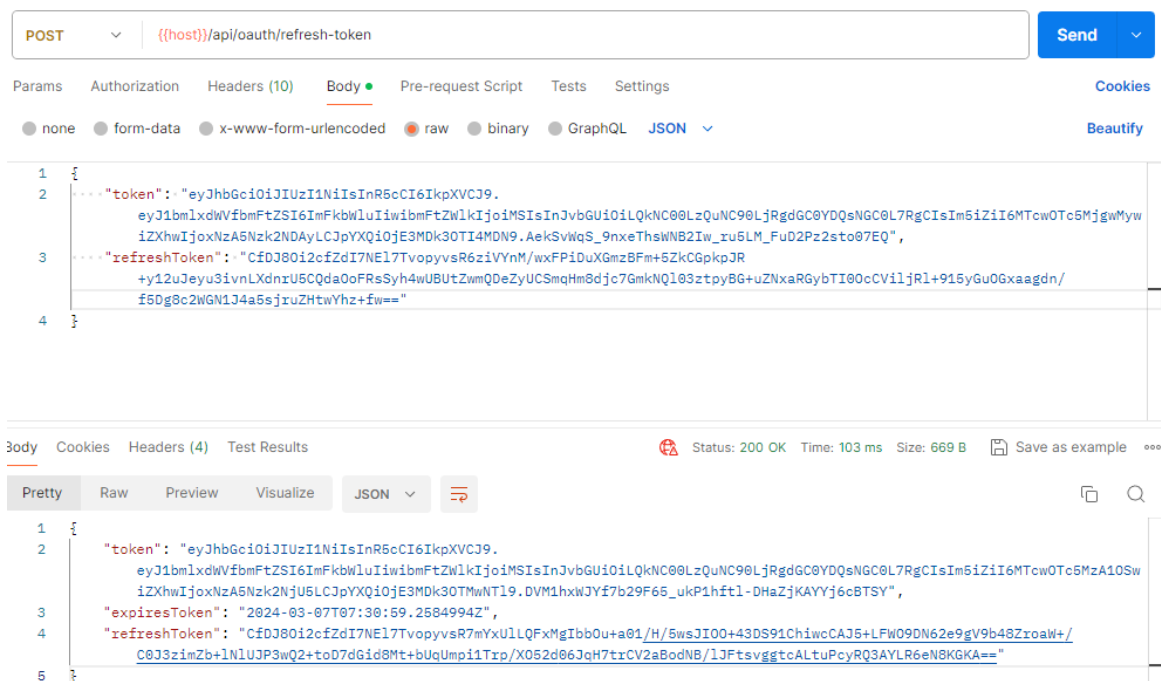 POST {{host}}/api/oauth/refresh-token Send
Params Authorization Headers (10) Body Pre-request Script Tests Settings Cookies
none form-data x-www-form-urlencoded raw binary GraphQL JSON Beautify
1 {
2 "token": "eyJhbGciOiJIUzI1NiIsInR5cCI6IkpXVCJ9.
eyJ1bmlxdWVfbmFtZSI6ImFkbWluIiwibmFtZWlkIjoiMSIsInJvbGUiOiLQkNC00LzQuNC90LjRgdGC0YDQsNGC0L7RgCIsIm5iZiI6MTcwOTc5MjgwMyw
iZXhwIjoxNzA5Nzk2NDAyLCJpYXQiOjE3MDk3OTI4MDN9.AekSvWqS_9nxeThsWNB2Iw_ru5LM_FuD2Pz2sto07EQ",
3 "refreshToken": "CfDJ8Oi2cfZdI7NEl7TvopyvsR6ziVYnM/wxFPiDuXGmzBFm+5ZkCGpkpJR
+y12uJeyu3ivnLXdnrU5CQdaOoFRsSyh4wUBUtZwmQDeZyUCSmqHm8djc7GmkNQl03ztpyBG+uZNxaRGybTI0OcCViljRl+915yGuOGxaagdn/
f5Dg8c2WGN1J4a5sjruZHtwYhz+fw=="
4 }
Body Cookies Headers (4) Test Results Status: 200 OK Time: 103 ms Size: 669 B Save as example
Pretty Raw Preview Visualize JSON
1 {
2 "token": "eyJhbGciOiJIUzI1NiIsInR5cCI6IkpXVCJ9.
eyJ1bmlxdWVfbmFtZSI6ImFkbWluIiwibmFtZWlkIjoiMSIsInJvbGUiOiLQkNC00LzQuNC90LjRgdGC0YDQsNGC0L7RgCIsIm5iZiI6MTcwOTc5MzA1OSw
iZXhwIjoxNzA5Nzk2NjU5LCJpYXQiOjE3MDk3OTMwNTl9.DVM1hxWJYf7b29F65_ukP1hftl-DHaZjKAYYj6cBTSY",
3 "expiresToken": "2024-03-07T07:30:59.2584994Z",
4 "refreshToken": "CfDJ8Oi2cfZdI7NEl7TvopyvsR7mYxUlLQFxMgIbbOu+a01/H/5wsJIOO+43DS91ChiwcCAJ5+LFWO9DN62e9gV9b48ZroaW+/
C0J3zimZb+lNlUJP3wQ2+toD7dGid8Mt+bUqUmpi1Trp/XO52d06JqH7trCV2aBodNB/lJFtsvggtcALtuPcyRQ3AYLR6eN8KGKA=="
5 }